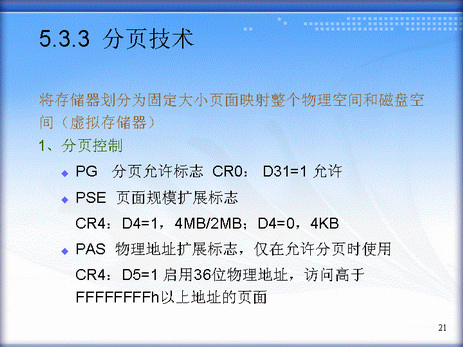 5.3.3 分页技术
将存储器划分为固定大小页面映射整个物理空间和磁盘空
间（虚拟存储器）
1、分页控制
◆ PG 分页允许标志 CR0： D31=1 允许
◆ PSE 页面规模扩展标志
CR4：D4=1，4MB/2MB；D4=0，4KB
◆ PAS 物理地址扩展标志，仅在允许分页时使用
CR4：D5=1 启用36位物理地址，访问高于
FFFFFFFFh以上地址的页面
21